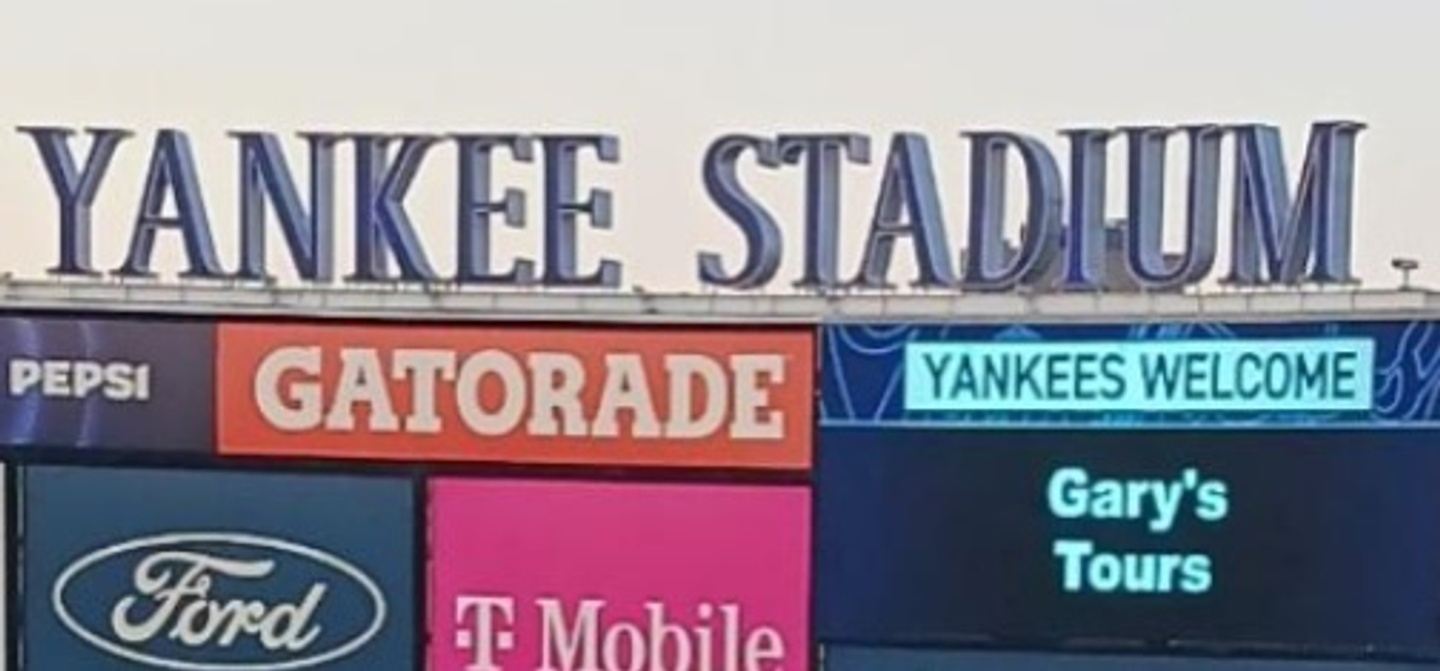 YANKEE STADIUM
PEPSI
GATORADE
YANKEES WELCOME
Gary's
Tours
Ford
T Mobile